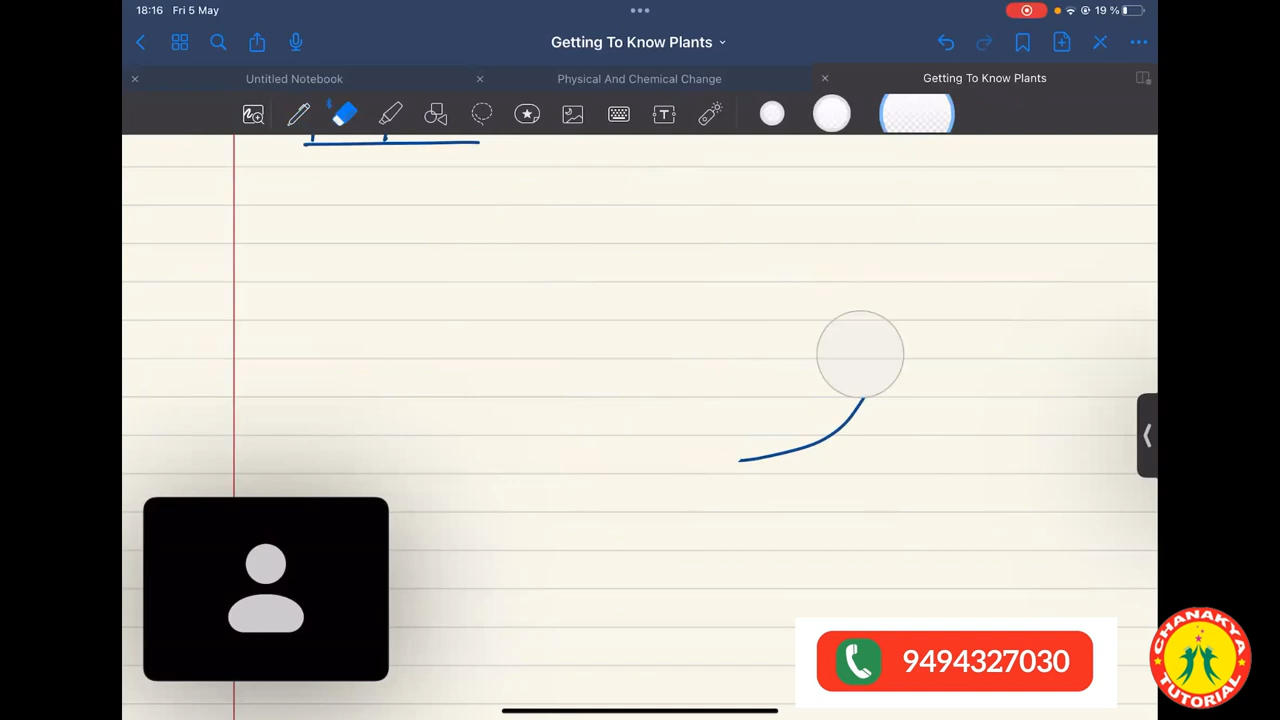 18:16 Fri 5 May
19 %
Getting To Know Plants
Untitled Notebook
Physical And Chemical Change
Getting To Know Plants
T
9494327030
CHANAKYA
TUTORIAL